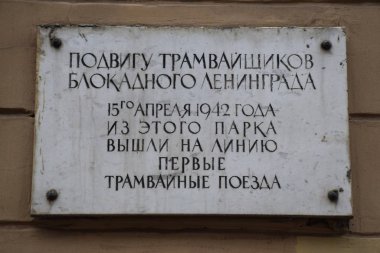 ПОДВИГУ ТРАМВАЙЩИКОВ
БЛОКАДНОГО ЛЕНИНГРАДА
15ГО АПРЕЛЯ 1942 ГОДА
ИЗ ЭТОГО ПАРКА
ВЫШЛИ НА ЛИНИЮ
ПЕРВЫЕ
ТРАМВАЙНЫЕ ПОЕЗДА